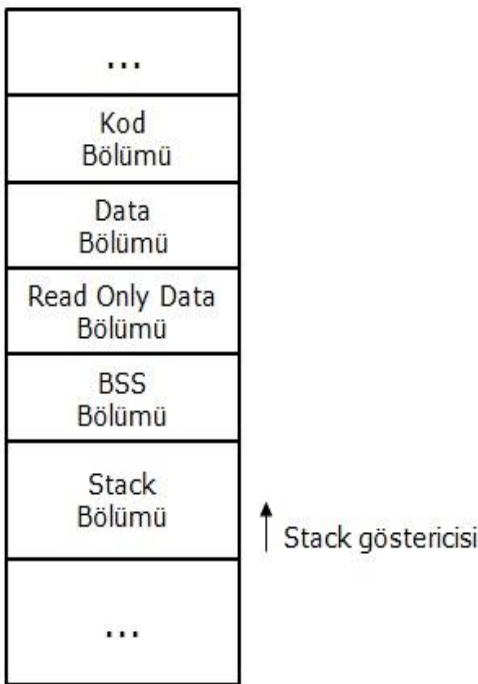 ...
Kod
Bölümü
Data
Bölümü
Read Only Data
Bölümü
BSS
Bölümü
Stack
Bölümü
Stack göstericisi
...